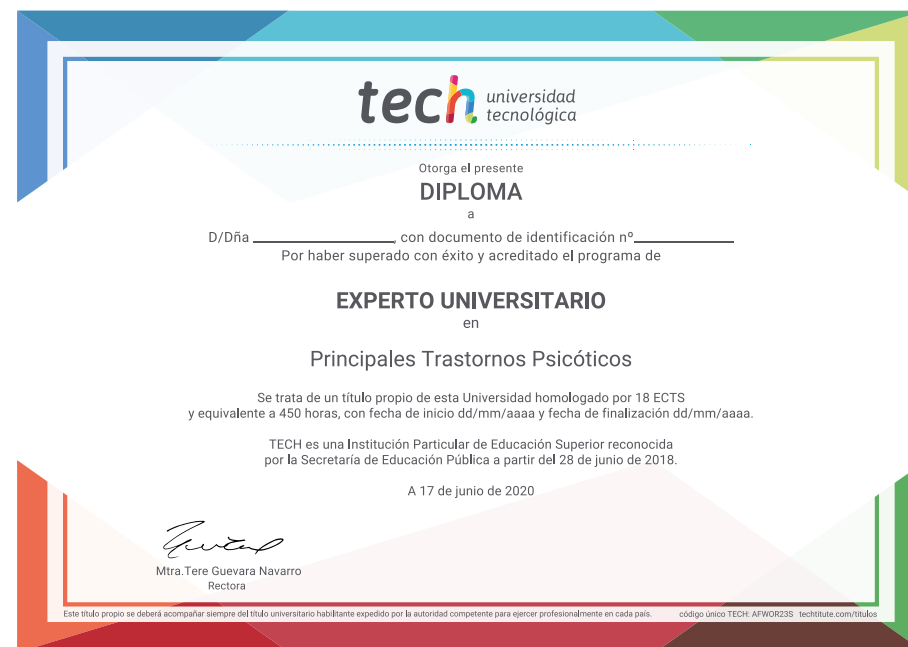 tech universidad
tecnológica
Otorga el presente
DIPLOMA
a
D/Dña ____________________, con documento de identificación nº______________
Por haber superado con éxito y acreditado el programa de
EXPERTO UNIVERSITARIO
en
Principales Trastornos Psicóticos
Se trata de un título propio de esta Universidad homologado por 18 ECTS
y equivalente a 450 horas, con fecha de inicio dd/mm/aaaa y fecha de finalización dd/mm/aaaa.
TECH es una Institución Particular de Educación Superior reconocida
por la Secretaría de Educación Pública a partir del 28 de junio de 2018.
A 17 de junio de 2020
Mtra.Tere Guevara Navarro
Rectora
Este título propio se deberá acompañar siempre del título universitario habilitante expedido por la autoridad competente para ejercer profesionalmente en cada país. código único TECH: AFWOR23S techtitute.com/títulos